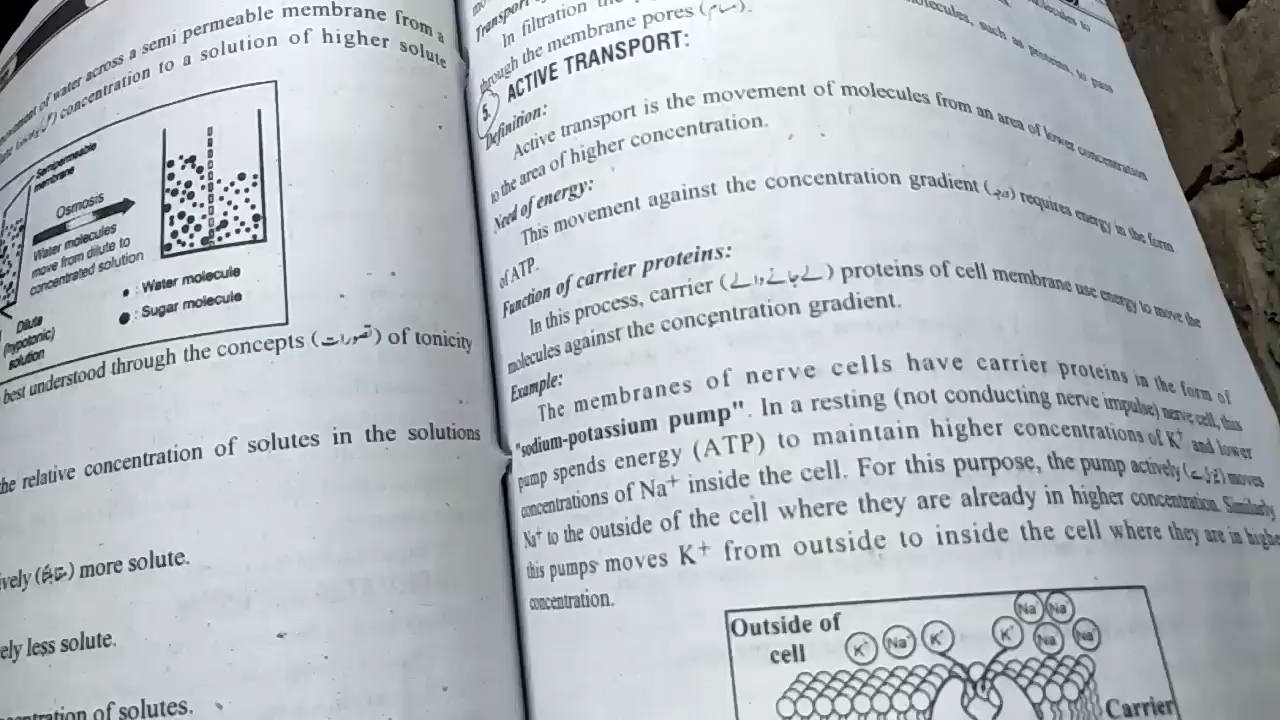 of water across a semi permeable membrane from a
concentration to a solution of higher solute
Semipermeable
membrane
Osmosis
Water molecules
move from dilute to
concentrated solution
: Water molecule
: Sugar molecule
Dilute
(hypotonic)
solution
best understood through the concepts (تصورات) of tonicity
the relative concentration of solutes in the solutions
more solute.
less solute.
of solutes.
In filtration
through the membrane pores (مسام).
such as proteins, to pass
5. ACTIVE TRANSPORT:
Definition:
Active transport is the movement of molecules from an area of lower concentration
to the area of higher concentration.
Need of energy:
This movement against the concentration gradient requires energy in the form
of ATP.
Function of carrier proteins:
In this process, carrier (لے جانے والے) proteins of cell membrane use energy to move the
molecules against the concentration gradient.
Example:
The membranes of nerve cells have carrier proteins in the form of
"sodium-potassium pump". In a resting (not conducting nerve impulse) nerve cell, this
pump spends energy (ATP) to maintain higher concentrations of K⁺ and lower
concentrations of Na⁺ inside the cell. For this purpose, the pump actively moves
Na⁺ to the outside of the cell where they are already in higher concentration. Similarly
this pumps moves K⁺ from outside to inside the cell where they are in higher
concentration.
Outside of
cell
K⁺ Na⁺ K⁺ K⁺ Na Na Na Na
Carrier